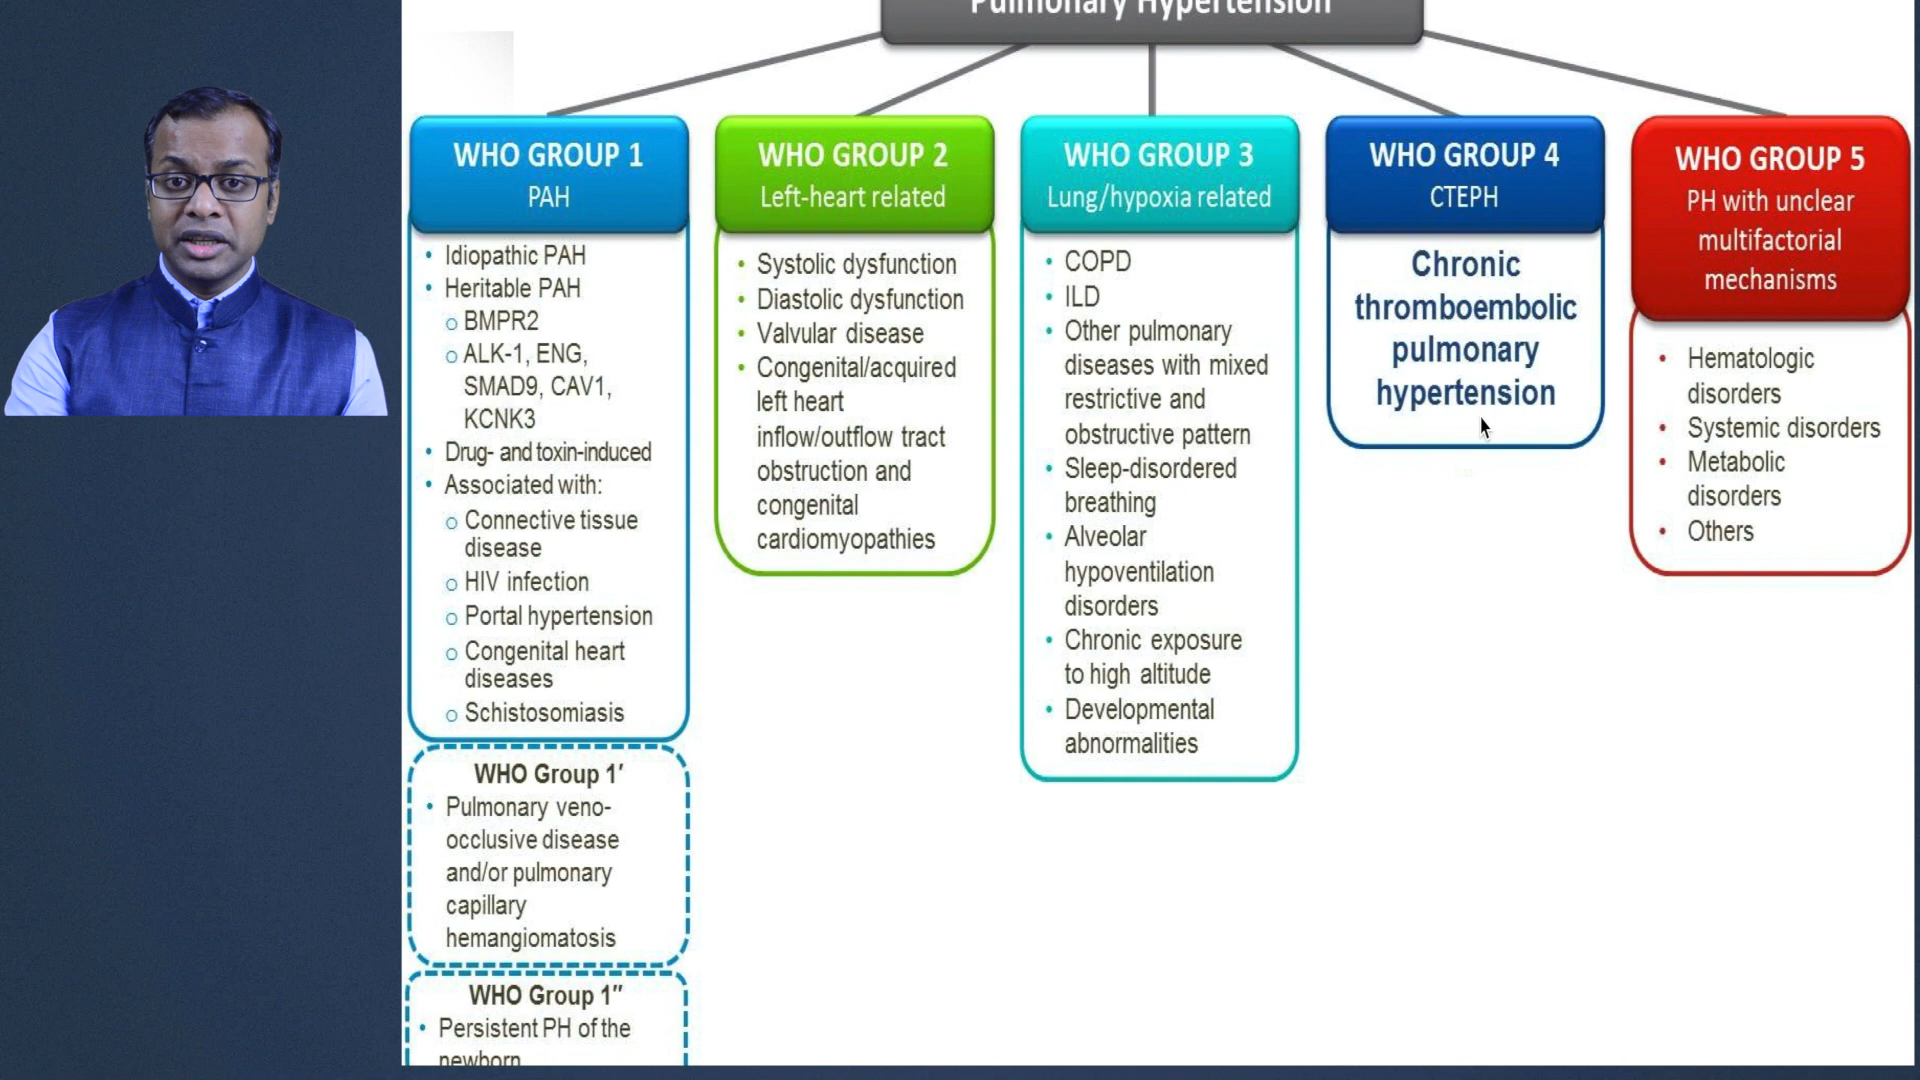 Pulmonary Hypertension
WHO GROUP 1
PAH
• Idiopathic PAH
• Heritable PAH
o BMPR2
o ALK-1, ENG,
SMAD9, CAV1,
KCNK3
• Drug- and toxin-induced
• Associated with:
o Connective tissue
disease
o HIV infection
o Portal hypertension
o Congenital heart
diseases
o Schistosomiasis
WHO Group 1′
• Pulmonary veno-
occlusive disease
and/or pulmonary
capillary
hemangiomatosis
WHO Group 1″
• Persistent PH of the
newborn
WHO GROUP 2
Left-heart related
• Systolic dysfunction
• Diastolic dysfunction
• Valvular disease
• Congenital/acquired
left heart
inflow/outflow tract
obstruction and
congenital
cardiomyopathies
WHO GROUP 3
Lung/hypoxia related
• COPD
• ILD
• Other pulmonary
diseases with mixed
restrictive and
obstructive pattern
• Sleep-disordered
breathing
• Alveolar
hypoventilation
disorders
• Chronic exposure
to high altitude
• Developmental
abnormalities
WHO GROUP 4
CTEPH
Chronic
thromboembolic
pulmonary
hypertension
WHO GROUP 5
PH with unclear
multifactorial
mechanisms
• Hematologic
disorders
• Systemic disorders
• Metabolic
disorders
• Others